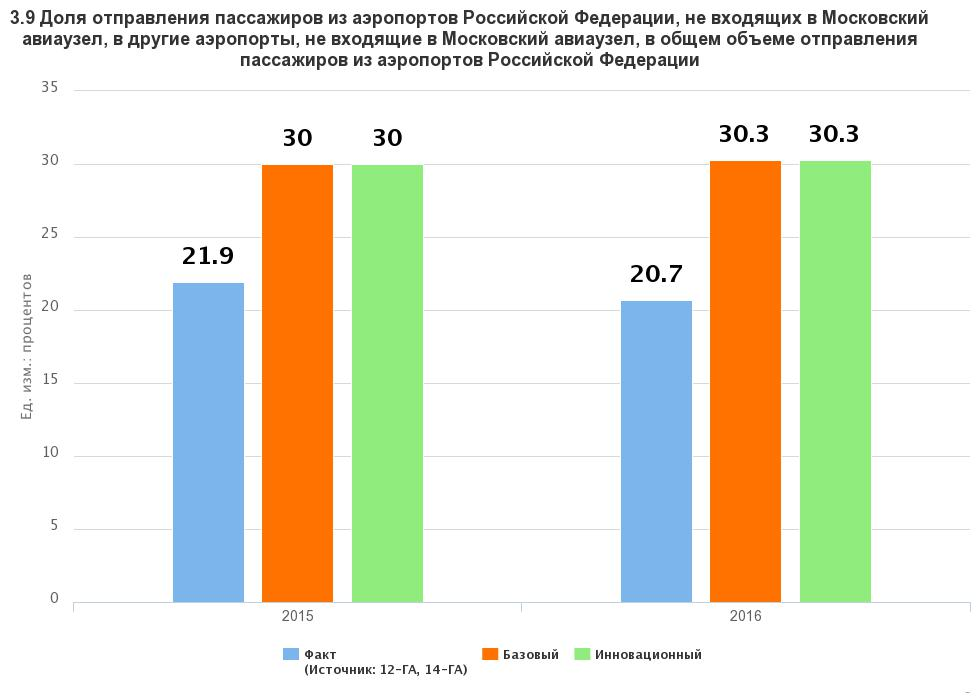 3.9 Доля отправления пассажиров из аэропортов Российской Федерации, не входящих в Московский
авиаузел, в другие аэропорты, не входящие в Московский авиаузел, в общем объеме отправления
пассажиров из аэропортов Российской Федерации
35
30
25
20
15
10
5
0
Ед. изм.: процентов
21.9
30
30
20.7
30.3
30.3
2015
2016
Факт
(Источник: 12-ГА, 14-ГА)
Базовый
Инновационный